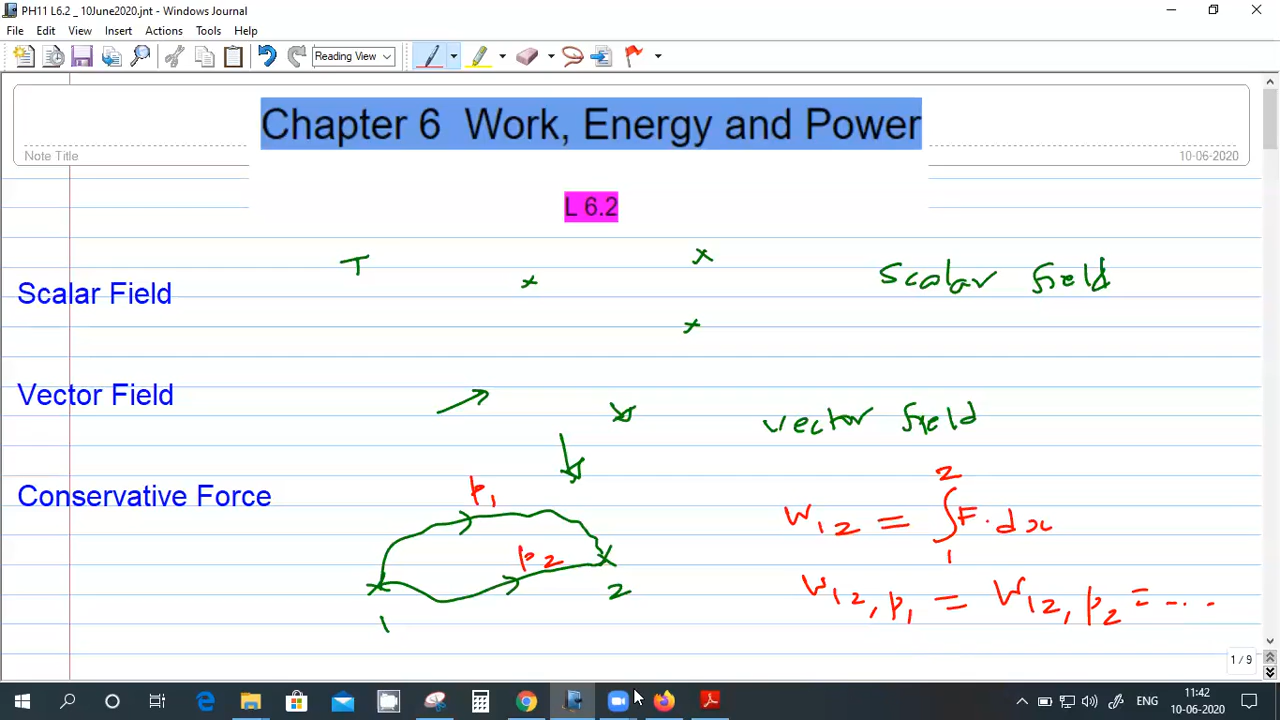 PH11 L6.2 _ 10June2020.jnt - Windows Journal
File Edit View Insert Actions Tools Help
Reading View
Chapter 6 Work, Energy and Power
Note Title
10-06-2020
L 6.2
T
Scalar Field
scalar field
Vector Field
vector field
Conservative Force
p₁
W₁₂ = ∫₁² F. dx
p₂
1
2
W₁₂,p₁ = W₁₂,p₂ = ....
1 / 9
ENG
11:42
10-06-2020